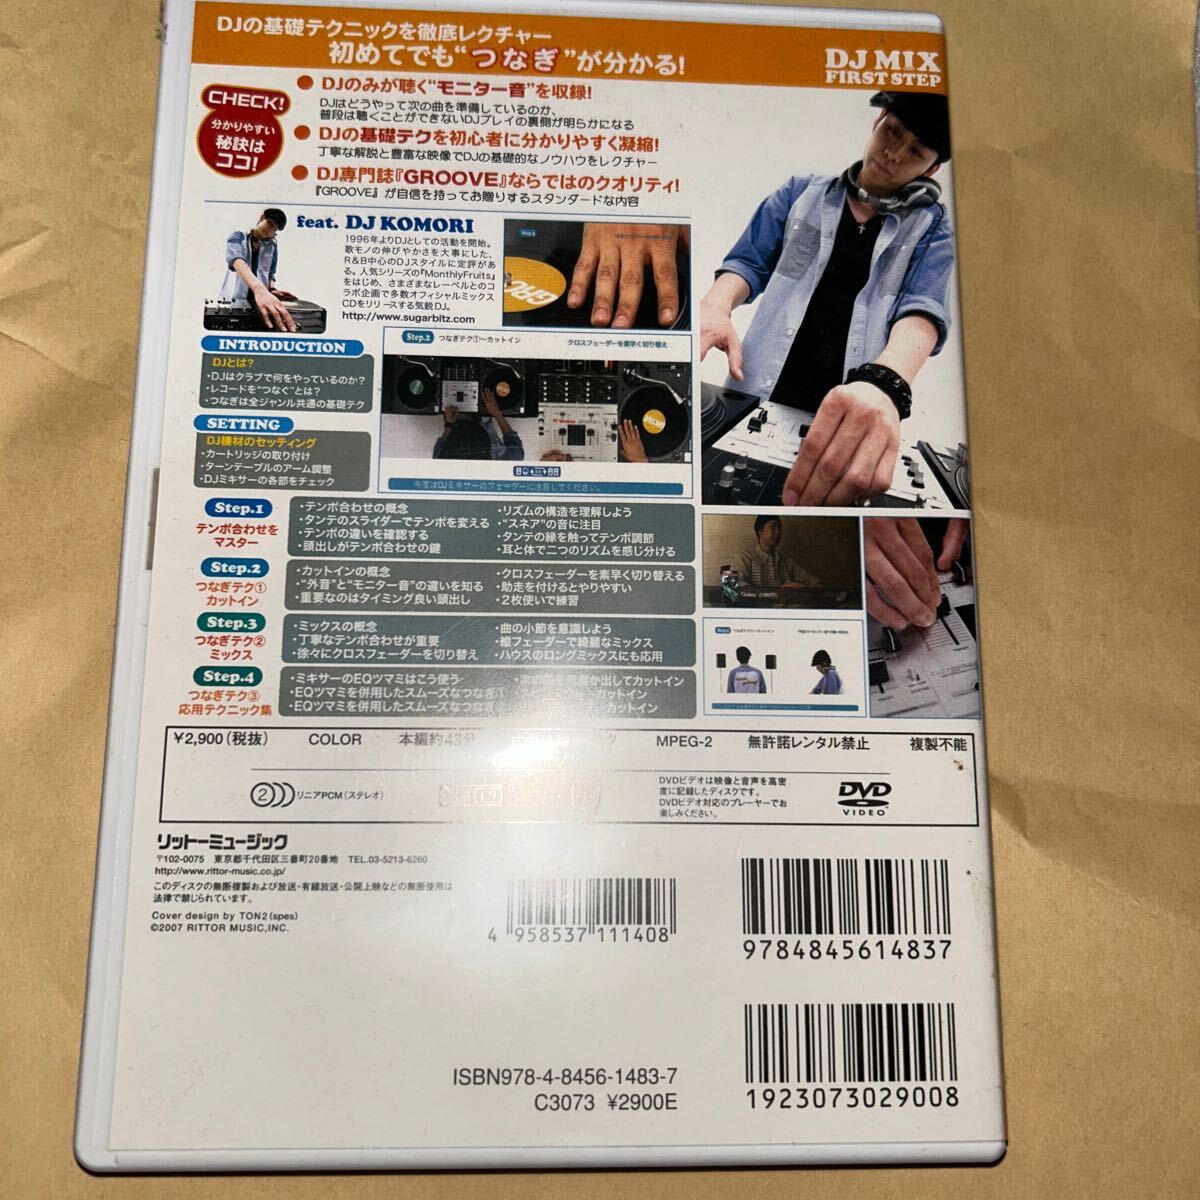 DJの基礎テクニックを徹底レクチャー
初めてでも“つなぎ”が分かる!
DJ MIX
FIRST STEP
CHECK!
分かりやすい
秘訣は
ココ!
● DJのみが聴く“モニター音”を収録!
DJはどうやって次の曲を準備しているのか、
普段は聴くことができないDJプレイの裏側が明らかになる
● DJの基礎テクを初心者に分かりやすく凝縮!
丁寧な解説と豊富な映像でDJの基礎的なノウハウをレクチャー
● DJ専門誌『GROOVE』ならではのクオリティ!
『GROOVE』が自信を持ってお贈りするスタンダードな内容
feat. DJ KOMORI
1996年よりDJとしての活動を開始。
歌モノの伸びやかさを大事にした、
R&B中心のDJスタイルに定評があ
る。人気シリーズの『MonthlyFruits』
をはじめ、さまざまなレーベルとのコ
ラボ企画で多数オフィシャルミックス
CDをリリースする気鋭DJ。
http://www.sugarbitz.com
Step.2 つなぎテク①〜カットイン
クロスフェーダーを素早く切り替え
今度はDJミキサーのフェーダーに注目してください。
INTRODUCTION
DJとは?
・DJはクラブで何をやっているのか?
・レコードを“つなぐ”とは?
・つなぎは全ジャンル共通の基礎テク
SETTING
DJ機材のセッティング
・カートリッジの取り付け
・ターンテーブルのアーム調整
・DJミキサーの各部をチェック
Step.1
テンポ合わせを
マスター
・テンポ合わせの概念
・タンテのスライダーでテンポを変える
・テンポの違いを確認する
・頭出しがテンポ合わせの鍵
・リズムの構造を理解しよう
・“スネア”の音に注目
・タンテの縁を触ってテンポ調節
・耳と体で二つのリズムを感じ分ける
Step.2
つなぎテク①
カットイン
・カットインの概念
・“外音”と“モニター音”の違いを知る
・重要なのはタイミング良い頭出し
・クロスフェーダーを素早く切り替える
・助走を付けるとやりやすい
・2枚使いで練習
Step.3
つなぎテク②
ミックス
・ミックスの概念
・丁寧なテンポ合わせが重要
・徐々にクロスフェーダーを切り替え
・曲の小節を意識しよう
・縦フェーダーで綺麗なミックス
・ハウスのロングミックスにも応用
Step.4
つなぎテク③
応用テクニック集
・ミキサーのEQツマミはこう使う
・EQツマミを併用したスムーズなつなぎ①
・EQツマミを併用したスムーズなつなぎ
出してカットイン
カットイン
カットイン
¥2,900(税抜) COLOR 本編約43分 MPEG-2 無許諾レンタル禁止 複製不能
2 リニアPCM(ステレオ)
DVDビデオは映像と音声を高密
度に記録したディスクです。
DVDビデオ対応のプレーヤーでお
楽しみください。
DVD
VIDEO
リットーミュージック
〒102-0075 東京都千代田区三番町20番地 TEL.03-5213-6260
http://www.rittor-music.co.jp/
このディスクの無断複製および放送・有線放送・公開上映などの無断使用は
法律で禁じられています。
Cover design by TON2(spes)
©2007 RITTOR MUSIC,INC.
4 958537 111408
9784845614837
ISBN978-4-8456-1483-7
C3073 ¥2900E
1923073029008